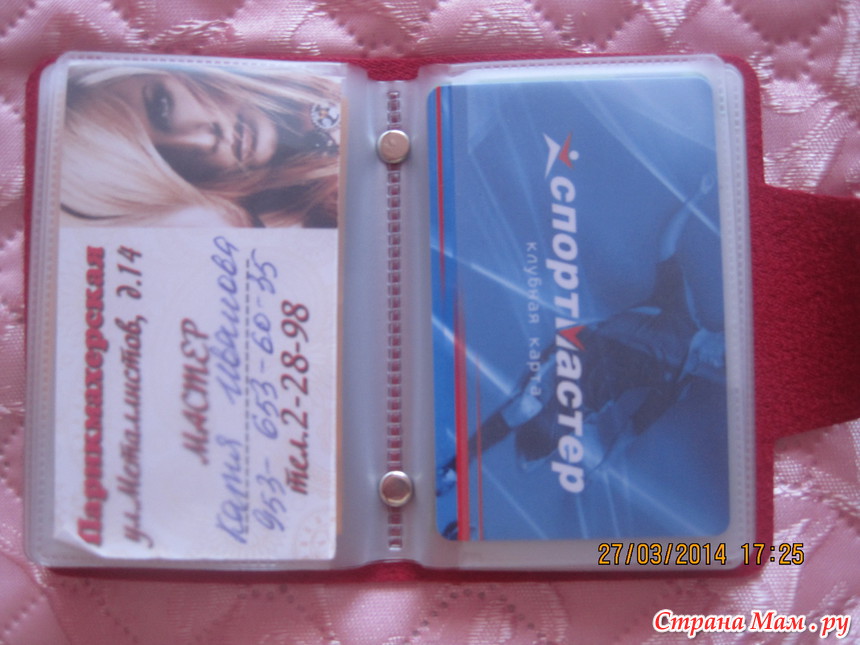 Парикмахерская
ул.Металлистов, д.14
МАСТЕР
Катя Иванова
953-653-60-35
тел.2-28-98
спортмастер
клубная карта
27/03/2014 17:25
Страна Мам.ру